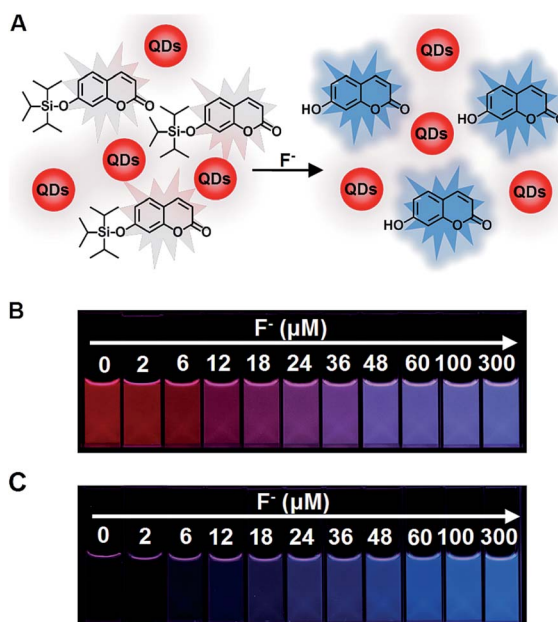 A
QDs
QDs
Si-O
O
O
Si-O
O
O
HO
O
O
HO
O
O
QDs
QDs
QDs
F⁻
QDs
QDs
QDs
Si-O
O
O
HO
O
O
B
F⁻ (µM)
0 2 6 12 18 24 36 48 60 100 300
C
F⁻ (µM)
0 2 6 12 18 24 36 48 60 100 300